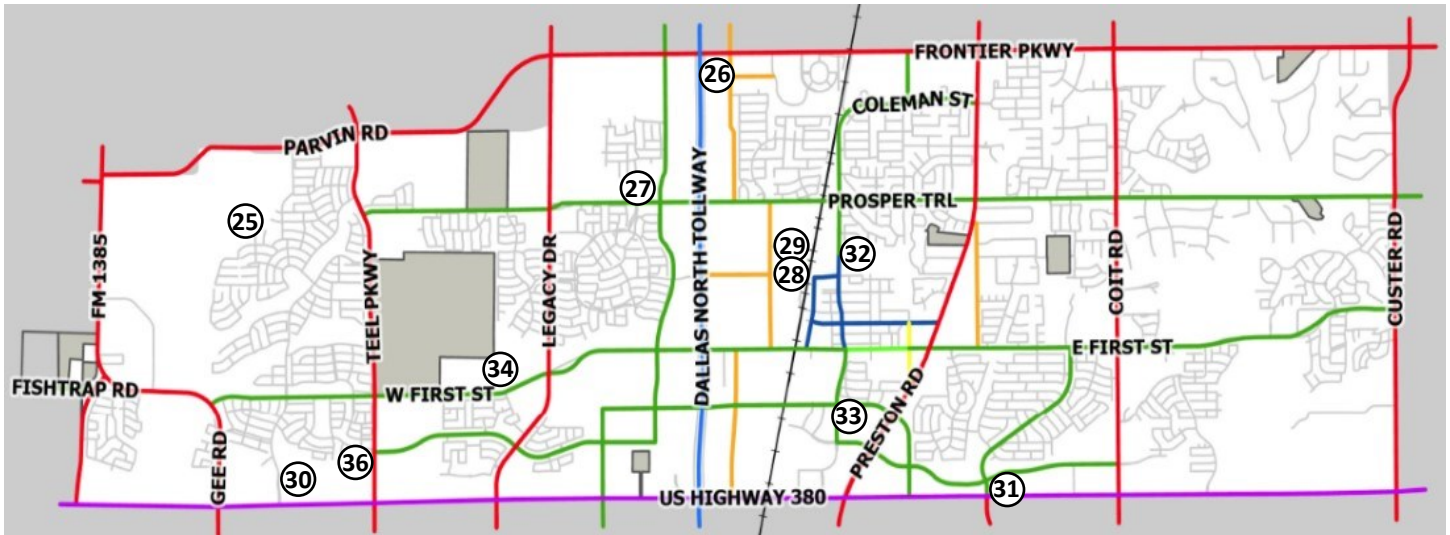 FRONTIER PKWY
26
COLEMAN ST
PARVIN RD
27
PROSPER TRL
25
DALLAS NORTH TOLLWAY
29
32
28
FM 1385
TEEL PKWY
LEGACY DR
COIT RD
CUSTER RD
E FIRST ST
34
FISHTRAP RD
W FIRST ST
33
PRESTON RD
GEE RD
36
30
31
US HIGHWAY 380